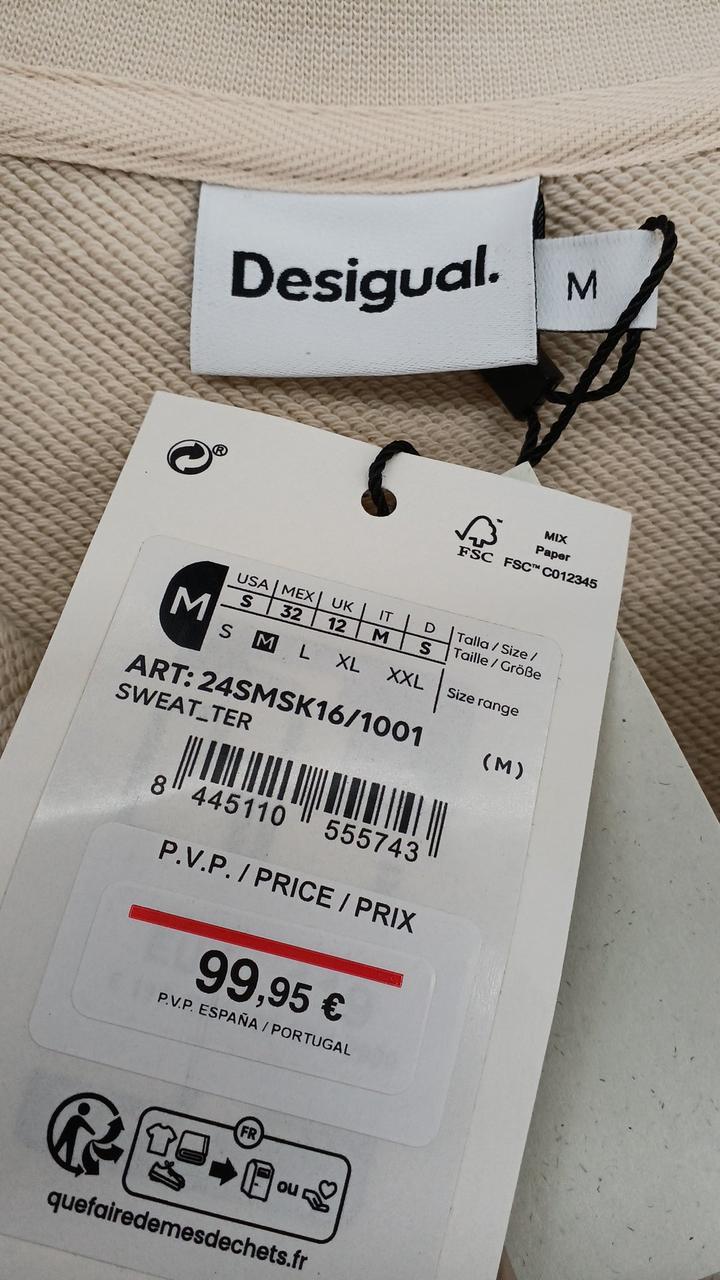 Desigual.
M
®
FSC™
MIX
Paper
FSC™ C012345
M
USA MEX UK IT D
S 32 12 M S
Talla / Size /
Taille / Größe
S M L XL XXL
Size range
ART: 24SMSK16/1001
SWEAT_TER
(M)
8 445110 555743
P.V.P. / PRICE / PRIX
99,95 €
P.V.P. ESPAÑA / PORTUGAL
FR
ou
quefairedemesdechets.fr